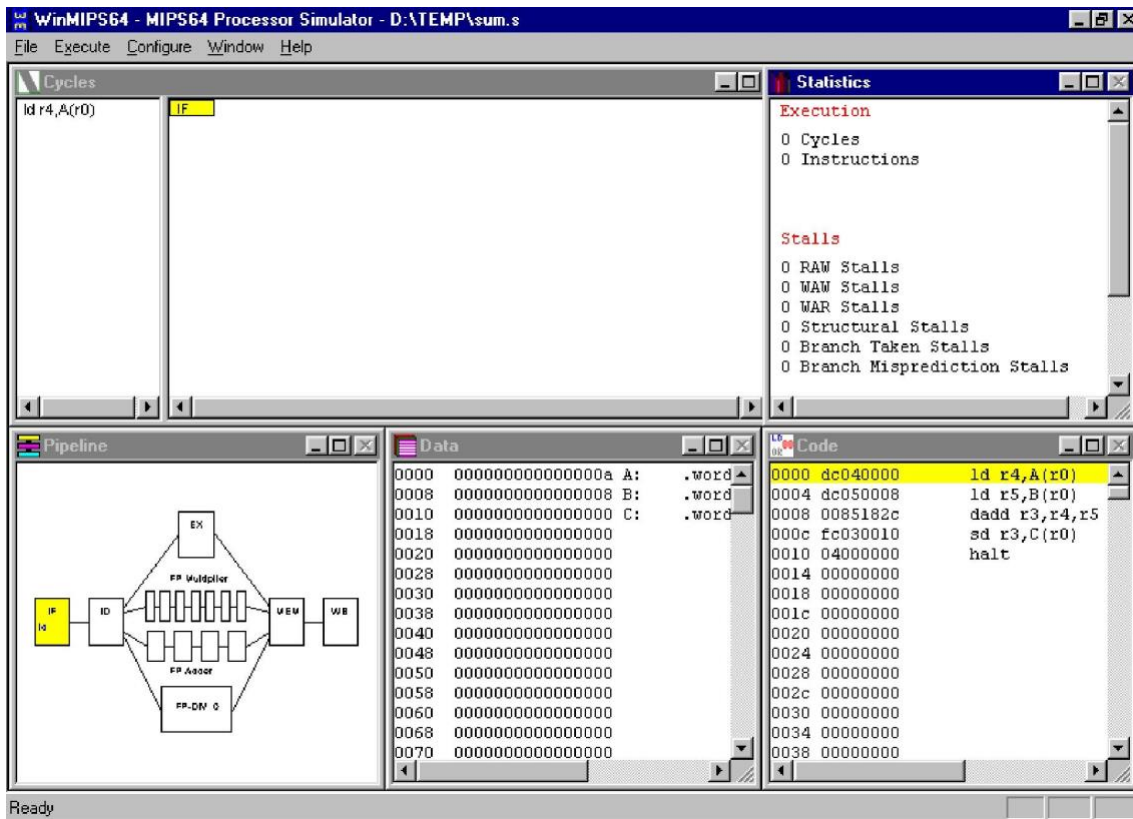 WinMIPS64 - MIPS64 Processor Simulator - D:\TEMP\sum.s
File Execute Configure Window Help
Cycles
ld r4,A(r0)
IF
Statistics
Execution
0 Cycles
0 Instructions
Stalls
0 RAW Stalls
0 WAW Stalls
0 WAR Stalls
0 Structural Stalls
0 Branch Taken Stalls
0 Branch Misprediction Stalls
Pipeline
EX
FP Multiplier
IF
ld
ID
MEM
WB
FP Adder
FP-DIV 0
Data
0000 000000000000000a A: .word
0008 0000000000000008 B: .word
0010 0000000000000000 C: .word
0018 0000000000000000
0020 0000000000000000
0028 0000000000000000
0030 0000000000000000
0038 0000000000000000
0040 0000000000000000
0048 0000000000000000
0050 0000000000000000
0058 0000000000000000
0060 0000000000000000
0068 0000000000000000
0070 0000000000000000
Code
0000 dc040000 ld r4,A(r0)
0004 dc050008 ld r5,B(r0)
0008 0085182c dadd r3,r4,r5
000c fc030010 sd r3,C(r0)
0010 04000000 halt
0014 00000000
0018 00000000
001c 00000000
0020 00000000
0024 00000000
0028 00000000
002c 00000000
0030 00000000
0034 00000000
0038 00000000
Ready